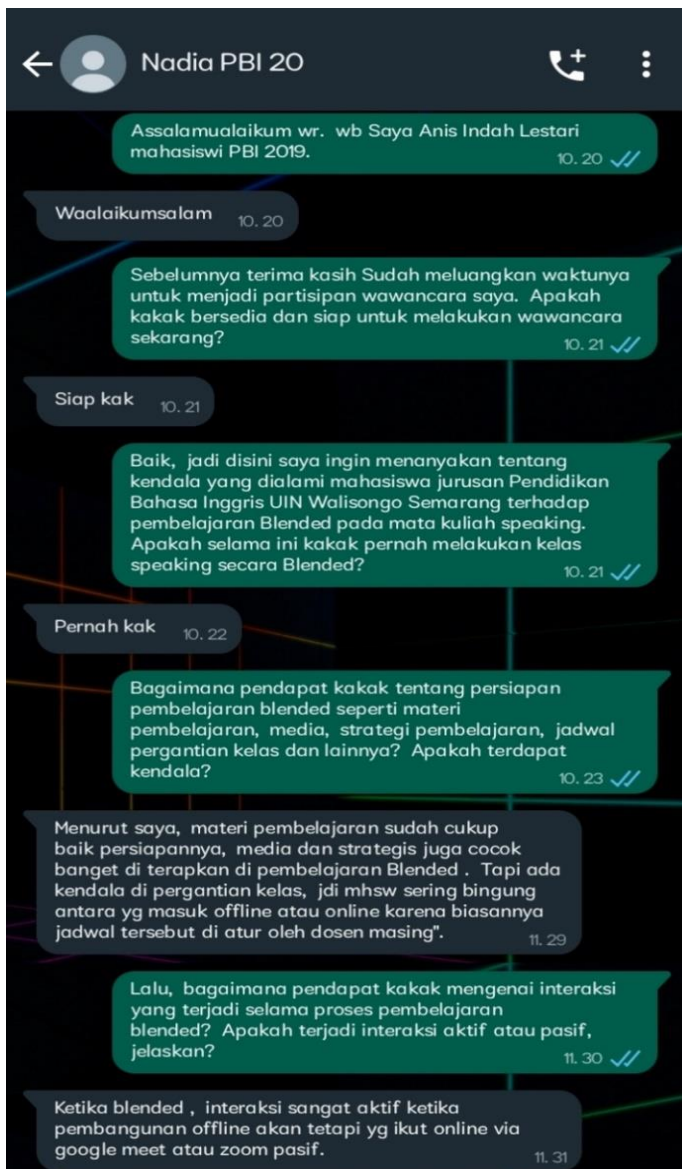 Nadia PBI 20
Assalamualaikum wr. wb Saya Anis Indah Lestari
mahasiswi PBI 2019.
10.20
Waalaikumsalam 10.20
Sebelumnya terima kasih Sudah meluangkan waktunya
untuk menjadi partisipan wawancara saya. Apakah
kakak bersedia dan siap untuk melakukan wawancara
sekarang?
10.21
Siap kak 10.21
Baik, jadi disini saya ingin menanyakan tentang
kendala yang dialami mahasiswa jurusan Pendidikan
Bahasa Inggris UIN Walisongo Semarang terhadap
pembelajaran Blended pada mata kuliah speaking.
Apakah selama ini kakak pernah melakukan kelas
speaking secara Blended?
10.21
Pernah kak 10.22
Bagaimana pendapat kakak tentang persiapan
pembelajaran blended seperti materi
pembelajaran, media, strategi pembelajaran, jadwal
pergantian kelas dan lainnya? Apakah terdapat
kendala?
10.23
Menurut saya, materi pembelajaran sudah cukup
baik persiapannya, media dan strategis juga cocok
banget di terapkan di pembelajaran Blended . Tapi ada
kendala di pergantian kelas, jdi mhsw sering bingung
antara yg masuk offline atau online karena biasannya
jadwal tersebut di atur oleh dosen masing".
11.29
Lalu, bagaimana pendapat kakak mengenai interaksi
yang terjadi selama proses pembelajaran
blended? Apakah terjadi interaksi aktif atau pasif,
jelaskan?
11.30
Ketika blended , interaksi sangat aktif ketika
pembangunan offline akan tetapi yg ikut online via
google meet atau zoom pasif.
11.31